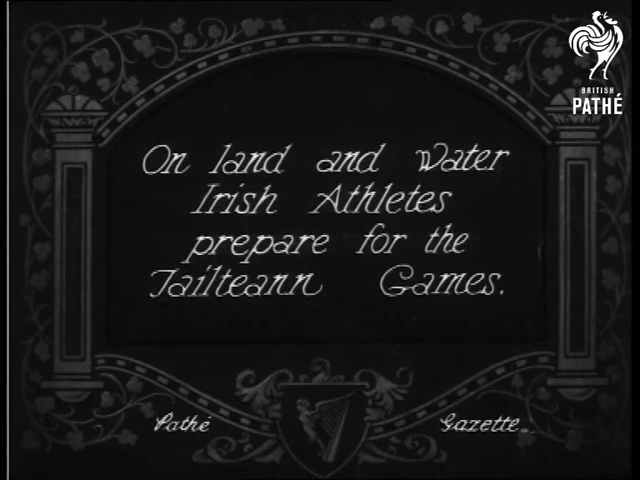 BRITISH
PATHÉ
On land and Water
Irish Athletes
prepare for the
Tailteann Games.
Pathé Gazette